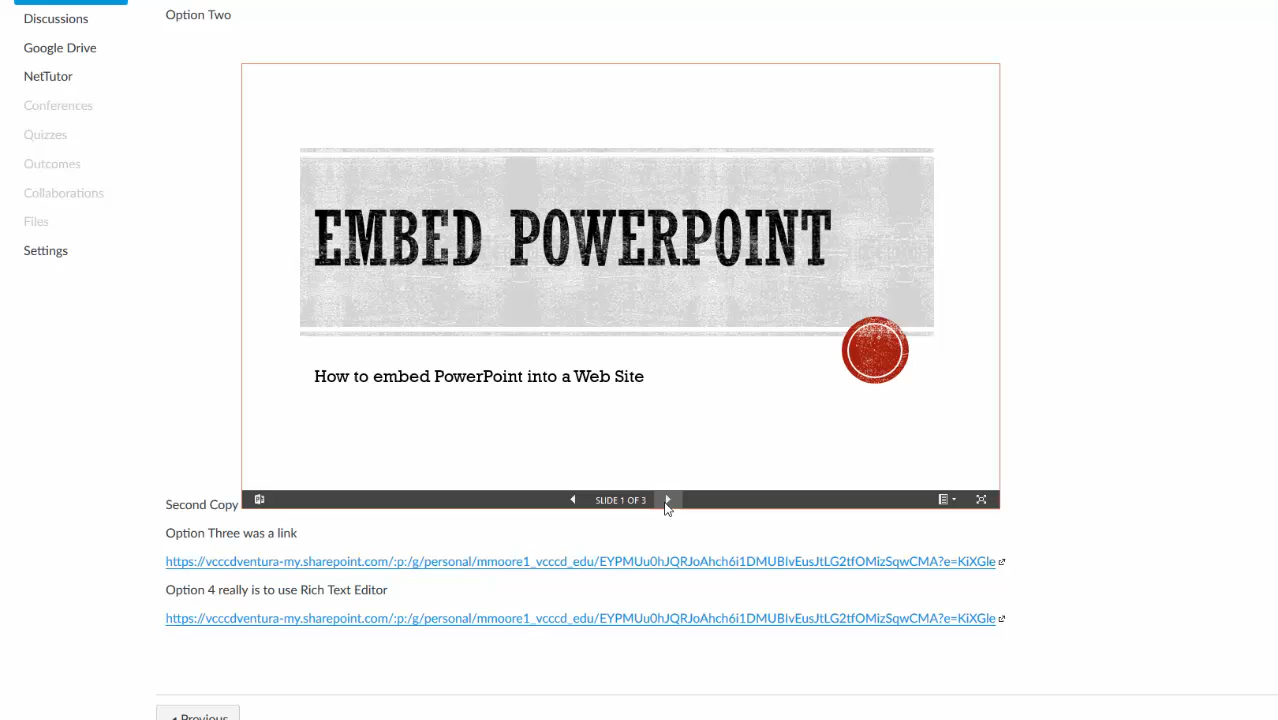 Discussions
Google Drive
NetTutor
Conferences
Quizzes
Outcomes
Collaborations
Files
Settings
Option Two
EMBED POWERPOINT
How to embed PowerPoint into a Web Site
SLIDE 1 OF 3
Second Copy
Option Three was a link
https://vcccdventura-my.sharepoint.com/:p:/g/personal/mmoore1_vcccd_edu/EYPMUu0hJQRJoAhch6i1DMUBIvEusJtLG2tfOMizSqwCMA?e=KiXGle
Option 4 really is to use Rich Text Editor
https://vcccdventura-my.sharepoint.com/:p:/g/personal/mmoore1_vcccd_edu/EYPMUu0hJQRJoAhch6i1DMUBIvEusJtLG2tfOMizSqwCMA?e=KiXGle
Previous